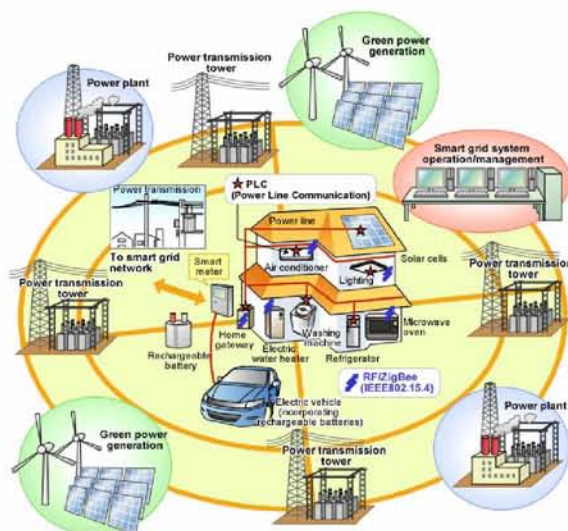 Green power
generation
Power transmission
tower
Power plant
Smart grid system
operation/management
PLC
(Power Line Communication)
Power transmission
Power line
To smart grid
network
Smart
meter
Air conditioner
Solar cells
Lighting
Power transmission
tower
Power transmission
tower
Rechargeable
battery
Home
gateway
Electric
water heater
Washing
machine
Refrigerator
Microwave
oven
RF/ZigBee
(IEEE802.15.4)
Electric vehicle
(incorporating
rechargeable batteries)
Power plant
Green power
generation
Power transmission
tower